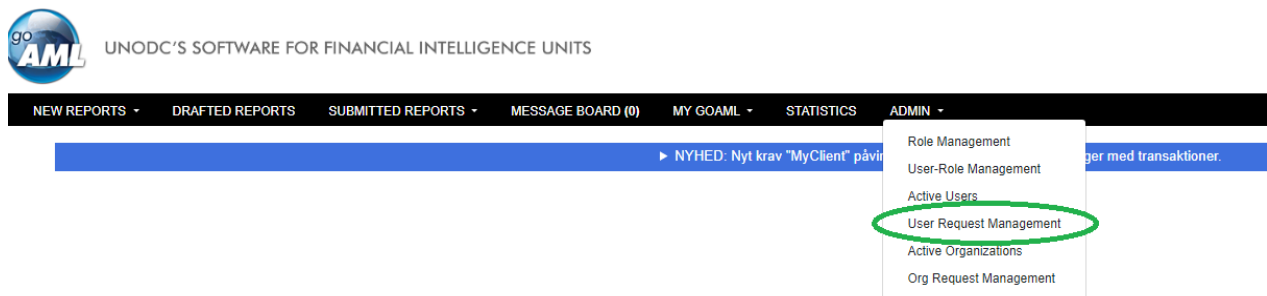 go
AML
UNODC'S SOFTWARE FOR FINANCIAL INTELLIGENCE UNITS
NEW REPORTS DRAFTED REPORTS SUBMITTED REPORTS MESSAGE BOARD (0) MY GOAML STATISTICS ADMIN
NYHED: Nyt krav "MyClient" med transaktioner.
Role Management
User-Role Management
Active Users
User Request Management
Active Organizations
Org Request Management